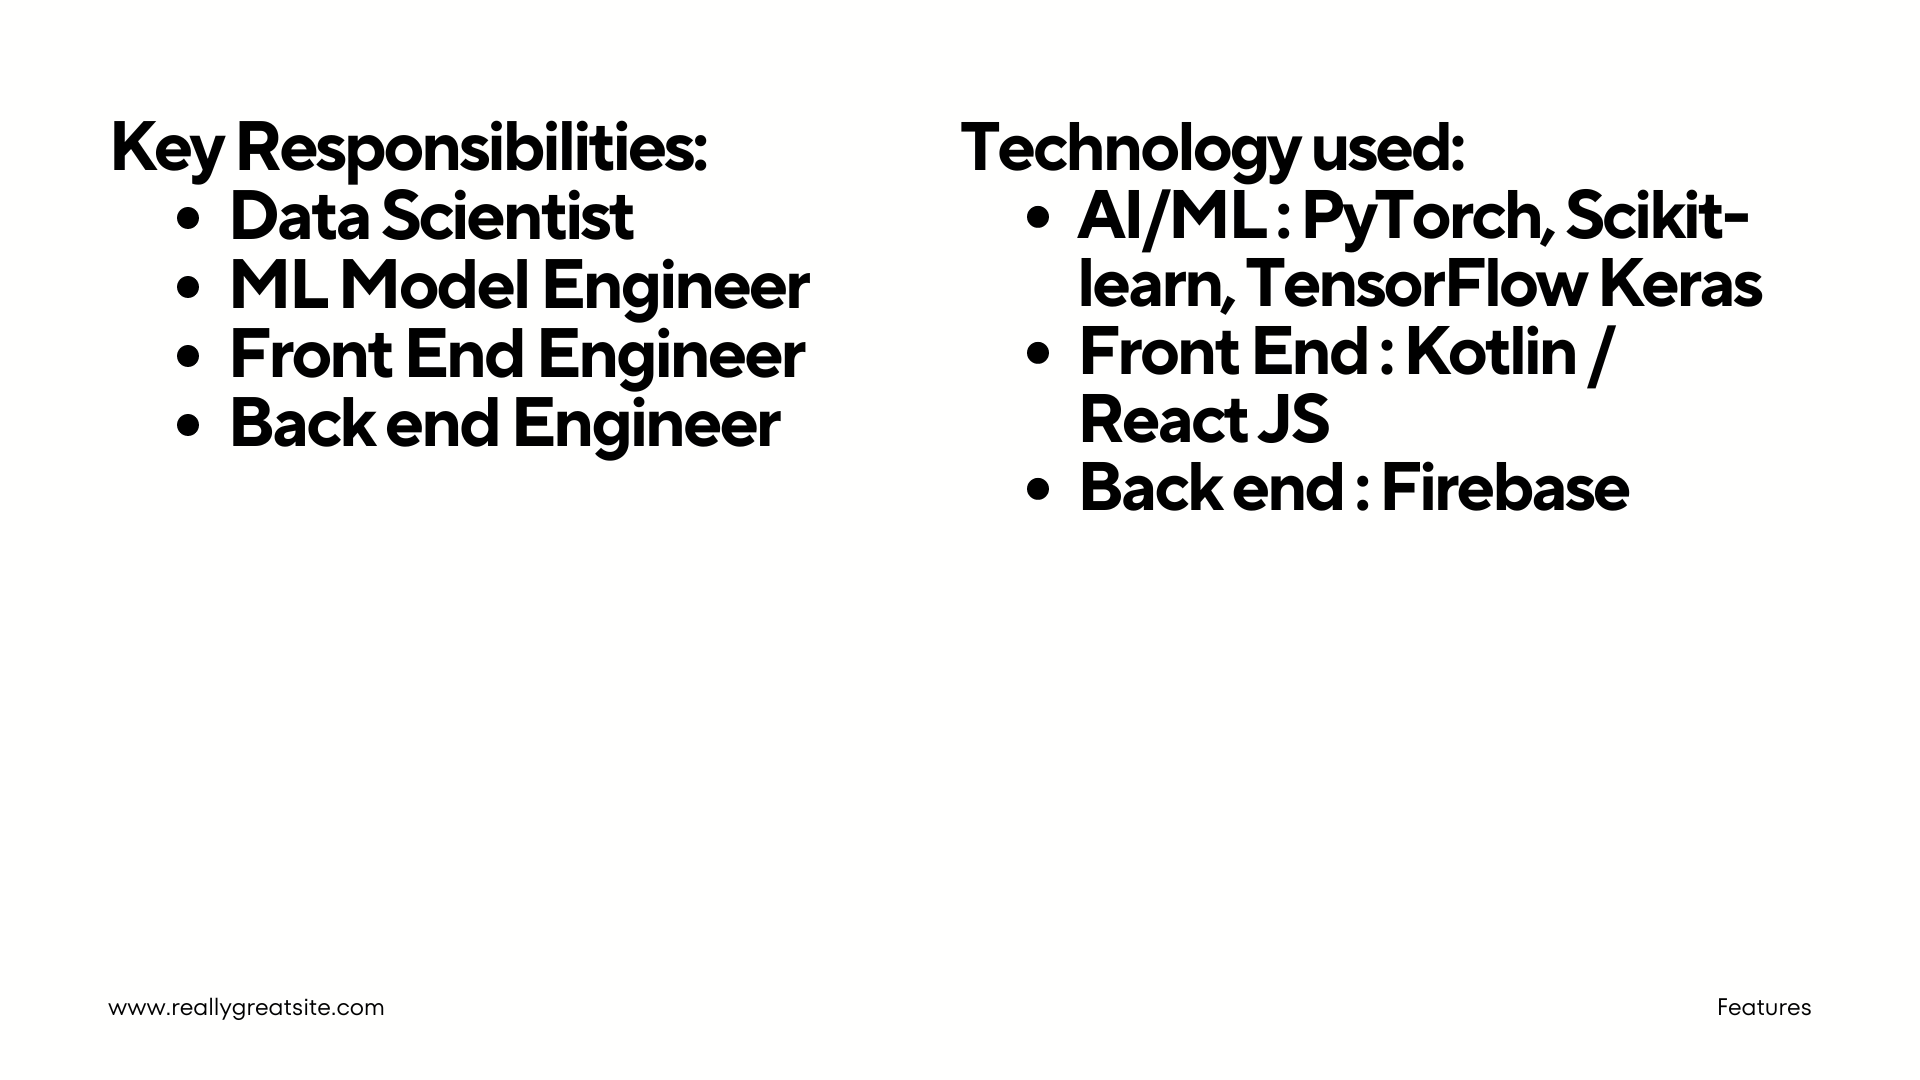 Key Responsibilities:
• Data Scientist
• ML Model Engineer
• Front End Engineer
• Back end Engineer
Technology used:
• AI/ML : PyTorch, Scikit-
learn, TensorFlow Keras
• Front End : Kotlin /
React JS
• Back end : Firebase
www.reallygreatsite.com
Features